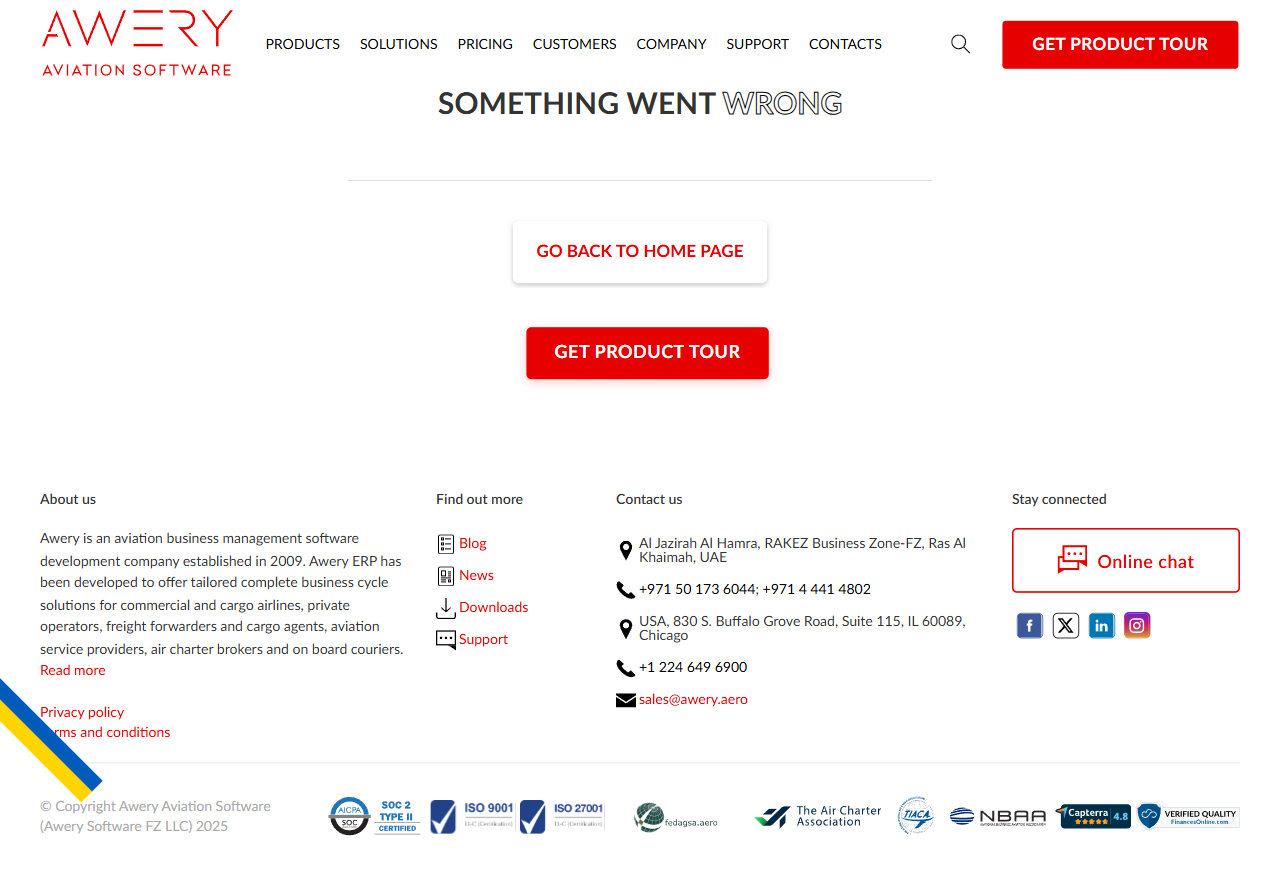 AWERY
AVIATION SOFTWARE
PRODUCTS SOLUTIONS PRICING CUSTOMERS COMPANY SUPPORT CONTACTS
GET PRODUCT TOUR
SOMETHING WENT WRONG
GO BACK TO HOME PAGE
GET PRODUCT TOUR
About us
Awery is an aviation business management software
development company established in 2009. Awery ERP has
been developed to offer tailored complete business cycle
solutions for commercial and cargo airlines, private
operators, freight forwarders and cargo agents, aviation
service providers, air charter brokers and on board couriers.
Read more
Privacy policy
rms and conditions
Find out more
Blog
News
Downloads
Support
Contact us
Al Jazirah Al Hamra, RAKEZ Business Zone-FZ, Ras Al
Khaimah, UAE
+971 50 173 6044; +971 4 441 4802
USA, 830 S. Buffalo Grove Road, Suite 115, IL 60089,
Chicago
+1 224 649 6900
sales@awery.aero
Stay connected
Online chat
f X in
© Copyright Awery Aviation Software
(Awery Software FZ LLC) 2025
AICPA
SOC
SOC 2
TYPE II
CERTIFIED
ISO 9001
ISO 27001
fedagsa.aero
The Air Charter
Association
TIACA
NBAA
Capterra
4.8
VERIFIED QUALITY
FinancesOnline.com